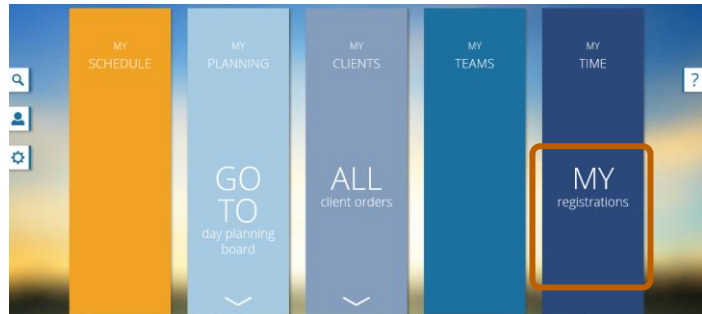 MY
SCHEDULE
MY
PLANNING
GO
TO
day planning
board
MY
CLIENTS
ALL
client orders
MY
TEAMS
MY
TIME
MY
registrations
?